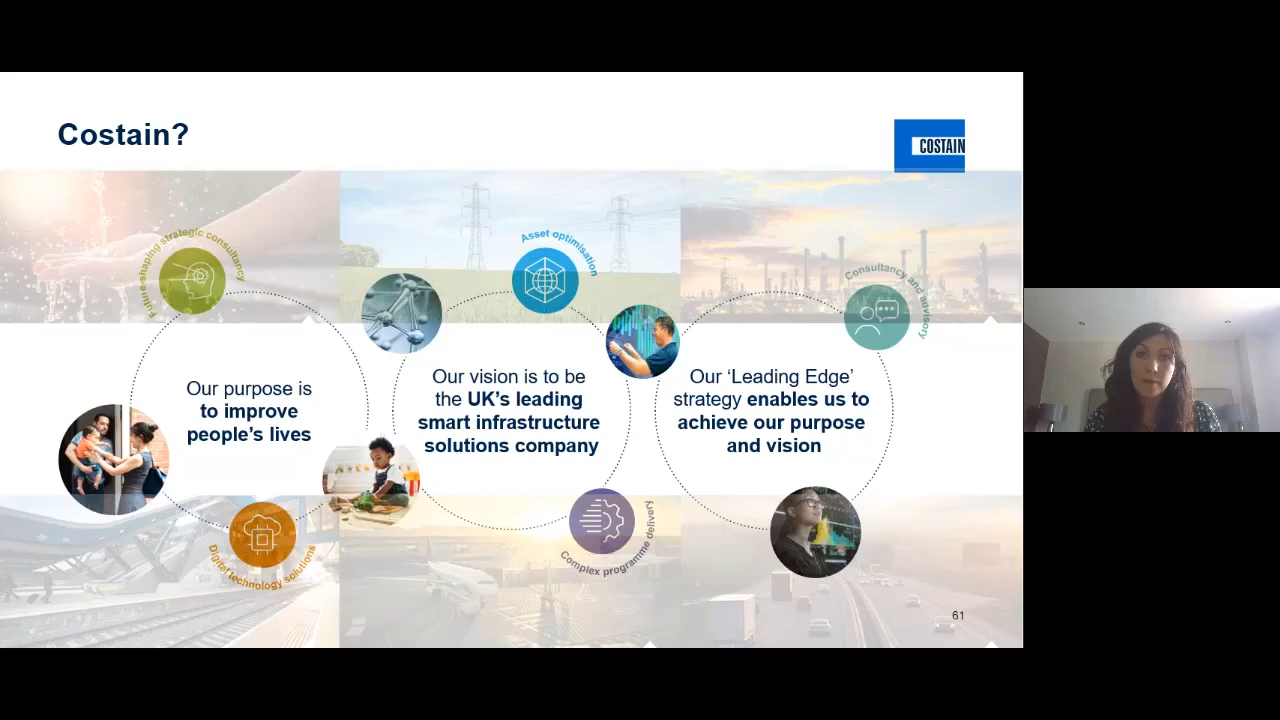 Costain?
COSTAIN
Future-shaping strategic consultancy
Asset optimisation
Consultancy and advisory
Our purpose is
to improve
people's lives
Our vision is to be
the UK's leading
smart infrastructure
solutions company
Our ‘Leading Edge’
strategy enables us to
achieve our purpose
and vision
Digital technology solutions
Complex programme delivery
61